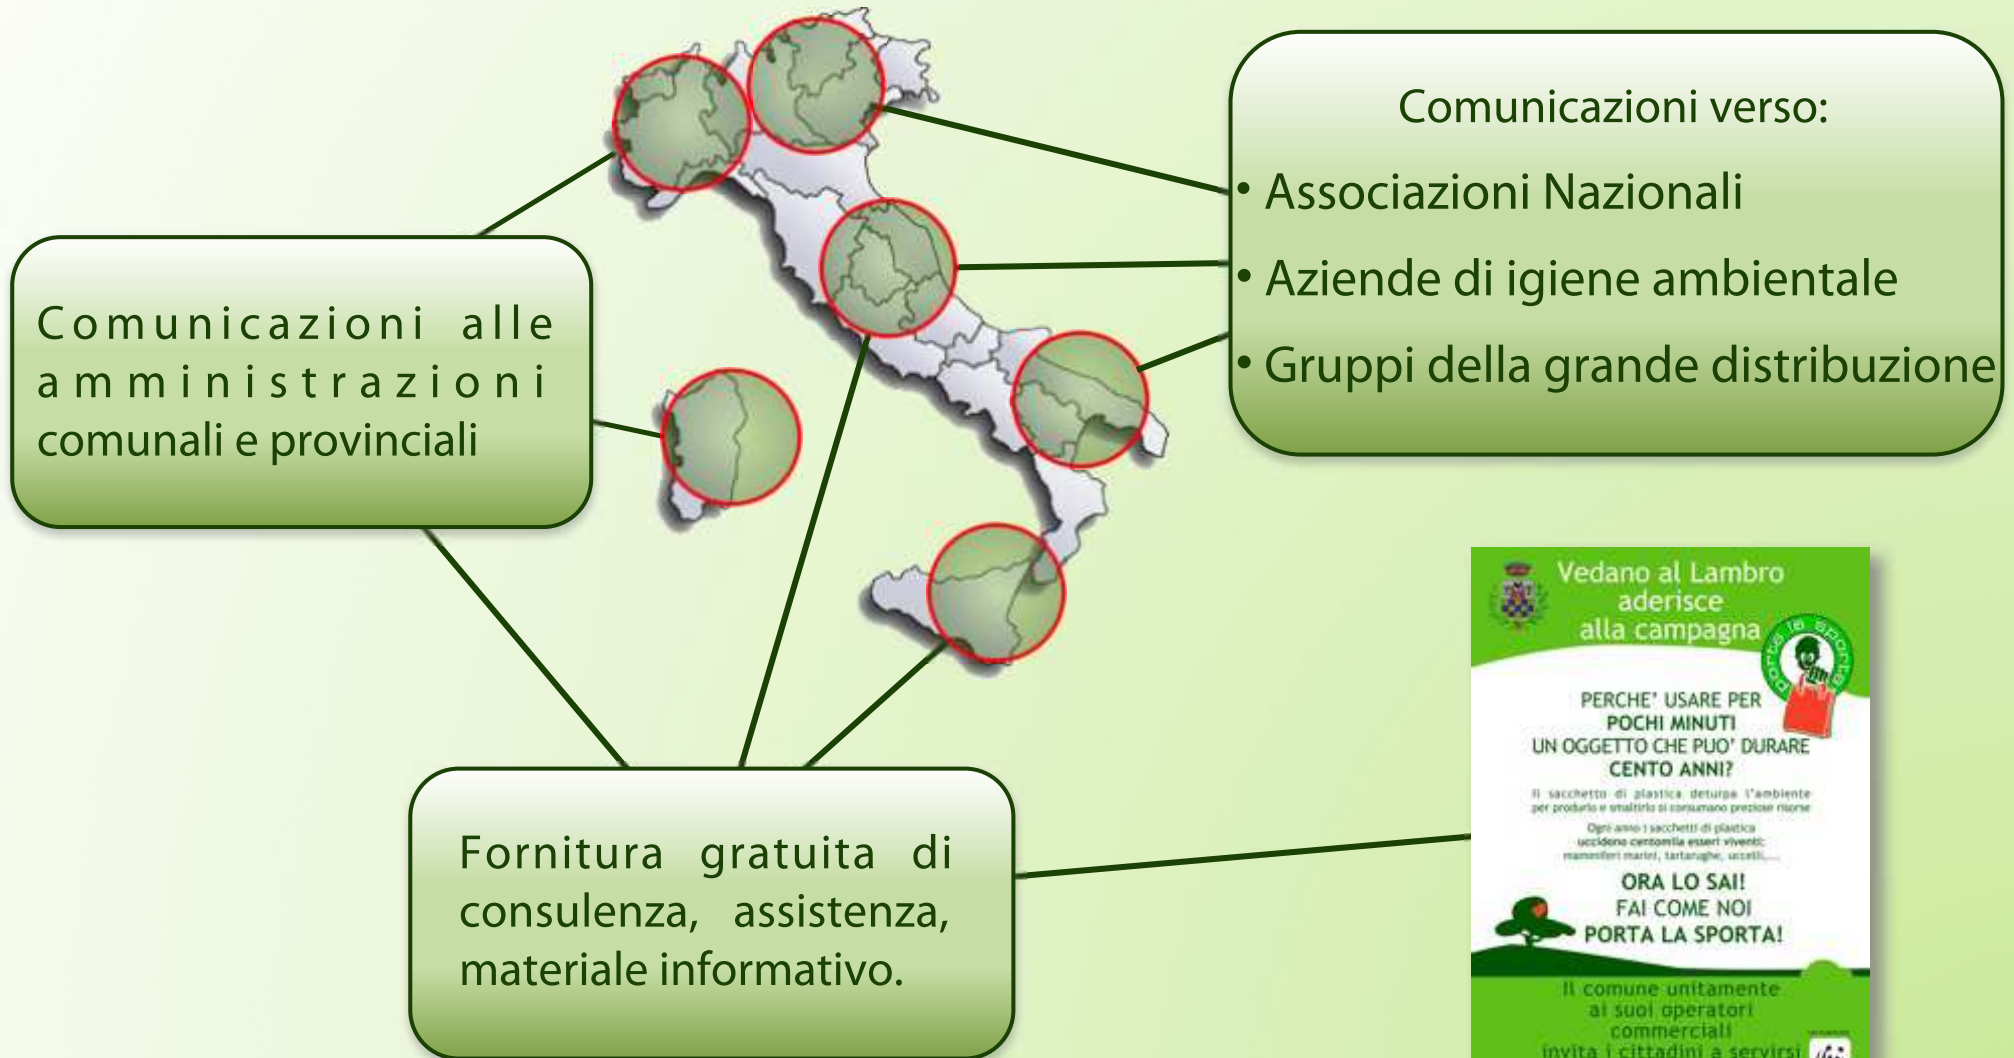 Comunicazioni verso:
• Associazioni Nazionali
• Aziende di igiene ambientale
• Gruppi della grande distribuzione
Comunicazioni alle
amministrazioni
comunali e provinciali
Fornitura gratuita di
consulenza, assistenza,
materiale informativo.
Vedano al Lambro
aderisce
alla campagna
porta la sporta
PERCHE' USARE PER
POCHI MINUTI
UN OGGETTO CHE PUO' DURARE
CENTO ANNI?
Il sacchetto di plastica deturpa l'ambiente
per produrlo e smaltirlo si consumano preziose risorse
Ogni anno i sacchetti di plastica
uccidono centomila esseri viventi:
mammiferi marini, tartarughe, uccelli,...
ORA LO SAI!
FAI COME NOI
PORTA LA SPORTA!
Il comune unitamente
ai suoi operatori
commerciali
invita i cittadini a servirsi